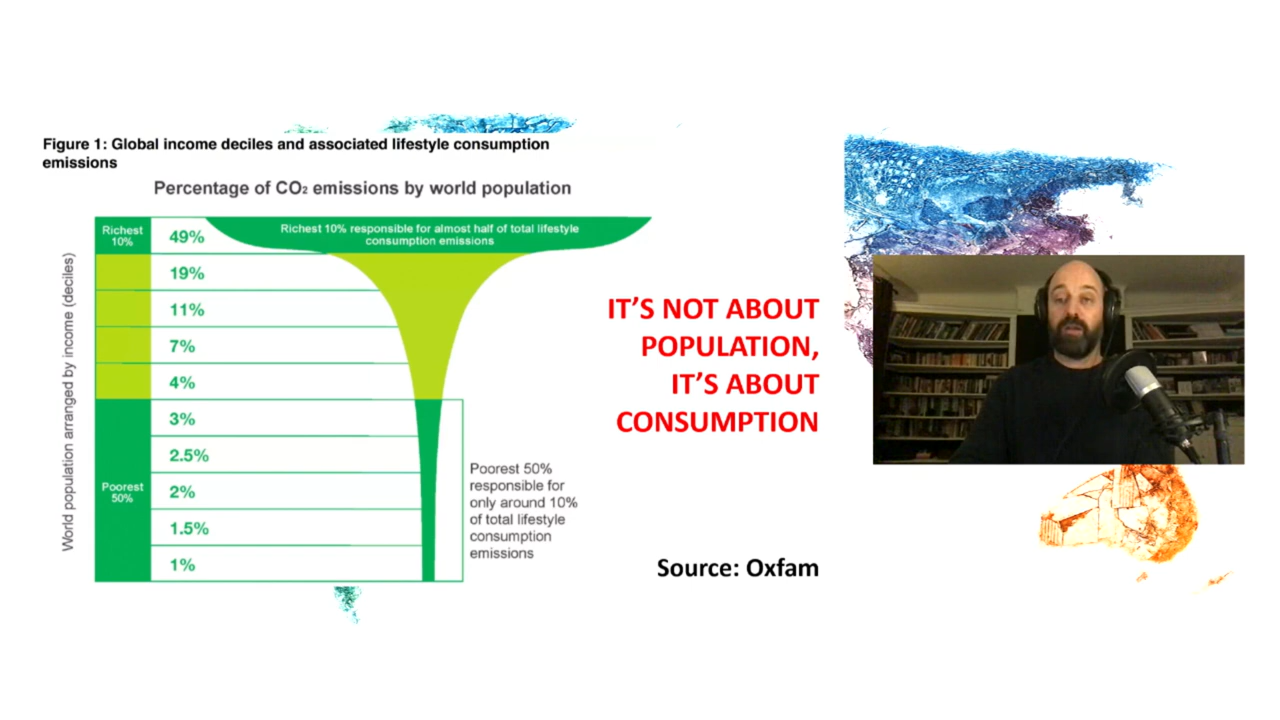 Figure 1: Global income deciles and associated lifestyle consumption
emissions
Percentage of CO₂ emissions by world population
World population arranged by income (deciles)
Richest
10%
49%
Richest 10% responsible for almost half of total lifestyle
consumption emissions
19%
11%
7%
4%
3%
2.5%
Poorest
50%
2%
1.5%
1%
Poorest 50%
responsible for
only around 10%
of total lifestyle
consumption
emissions
IT’S NOT ABOUT
POPULATION,
IT’S ABOUT
CONSUMPTION
Source: Oxfam